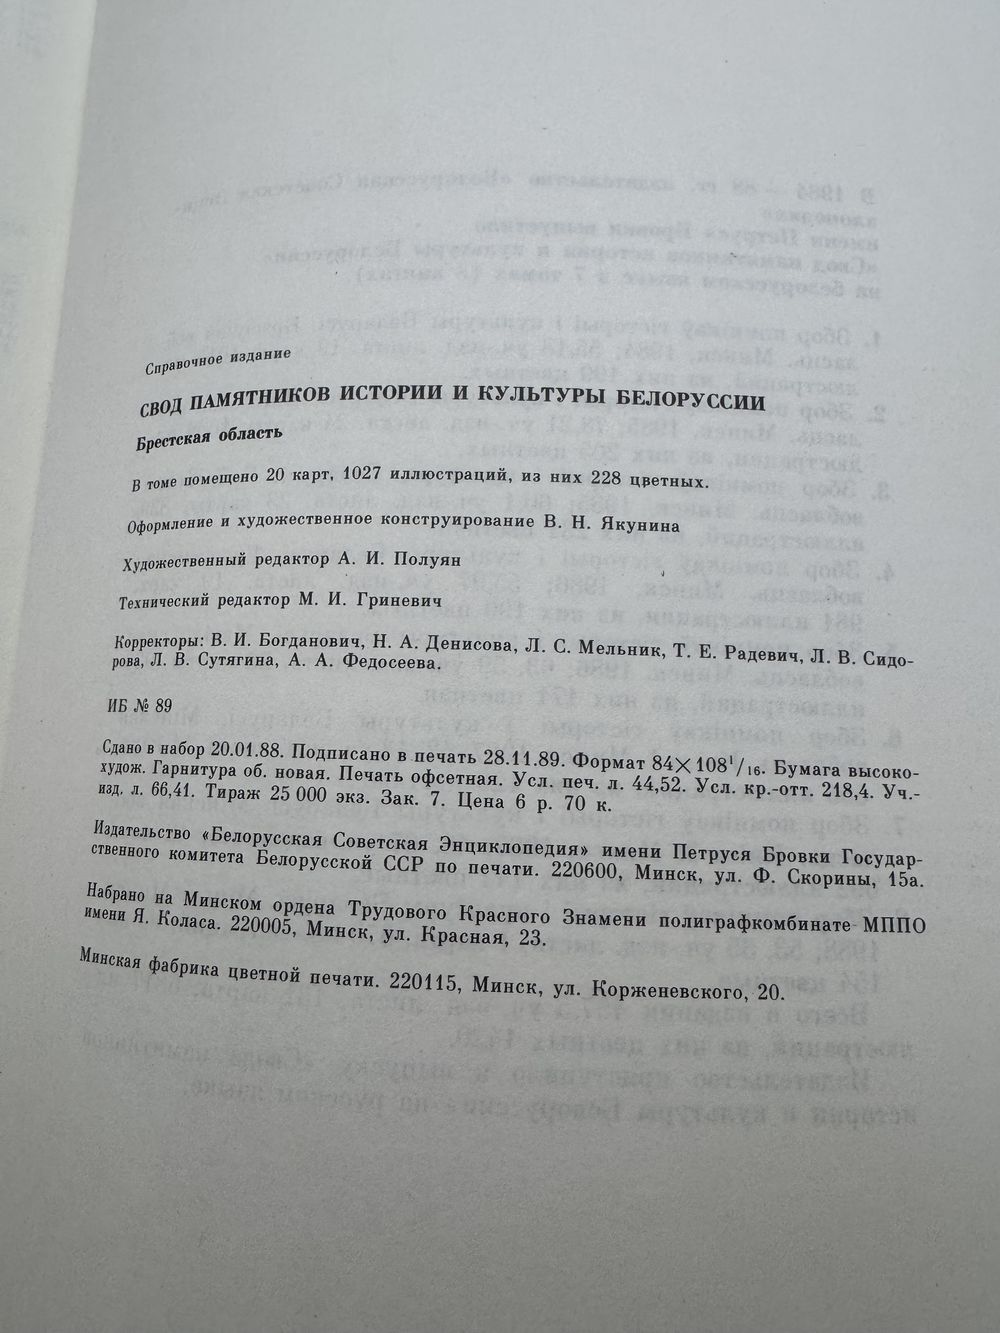 Справочное издание
СВОД ПАМЯТНИКОВ ИСТОРИИ И КУЛЬТУРЫ БЕЛОРУССИИ
Брестская область
В томе помещено 20 карт, 1027 иллюстраций, из них 228 цветных.
Оформление и художественное конструирование В. Н. Якунина
Художественный редактор А. И. Полуян
Технический редактор М. И. Гриневич
Корректоры: В. И. Богданович, Н. А. Денисова, Л. С. Мельник, Т. Е. Радевич, Л. В. Сидо-
рова, Л. В. Сутягина, А. А. Федосеева.
ИБ № 89
Сдано в набор 20.01.88. Подписано в печать 28.11.89. Формат 84×108¹/₁₆. Бумага высоко-
худож. Гарнитура об. новая. Печать офсетная. Усл. печ. л. 44,52. Усл. кр.-отт. 218,4. Уч.-
изд. л. 66,41. Тираж 25 000 экз. Зак. 7. Цена 6 р. 70 к.
Издательство «Белорусская Советская Энциклопедия» имени Петруся Бровки Государ-
ственного комитета Белорусской ССР по печати. 220600, Минск, ул. Ф. Скорины, 15а.
Набрано на Минском ордена Трудового Красного Знамени полиграфкомбинате МППО
имени Я. Коласа. 220005, Минск, ул. Красная, 23.
Минская фабрика цветной печати. 220115, Минск, ул. Корженевского, 20.